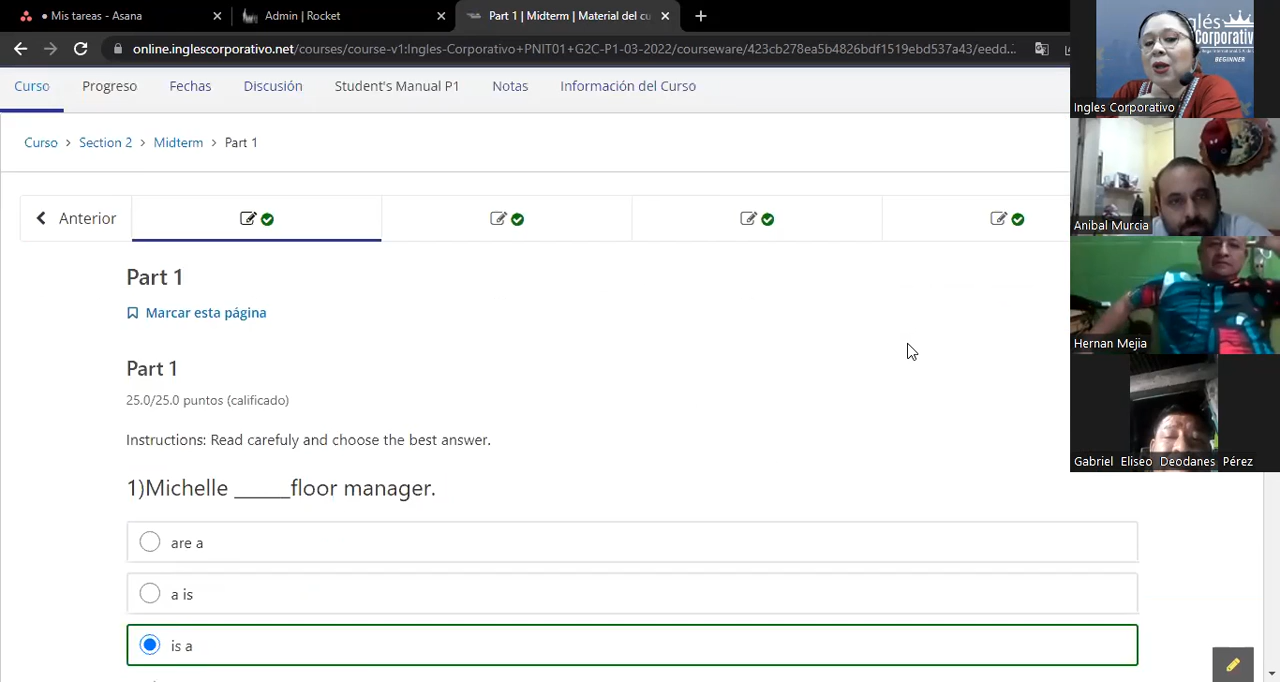 • Mis tareas - Asana
Admin | Rocket
Part 1 | Midterm | Material del cu
online.inglescorporativo.net/courses/course-v1:Ingles-Corporativo+PNIT01+G2C-P1-03-2022/courseware/423cb278ea5b4826bdf1519ebd537a43/eedd...
Curso
Progreso
Fechas
Discusión
Student's Manual P1
Notas
Información del Curso
Curso > Section 2 > Midterm > Part 1
Anterior
Part 1
Marcar esta página
Part 1
25.0/25.0 puntos (calificado)
Instructions: Read carefuly and choose the best answer.
1)Michelle ______floor manager.
are a
a is
is a
BEGINNER
Ingles Corporativo
Anibal Murcia
Hernan Mejia
Gabriel Eliseo Deodanes Pérez